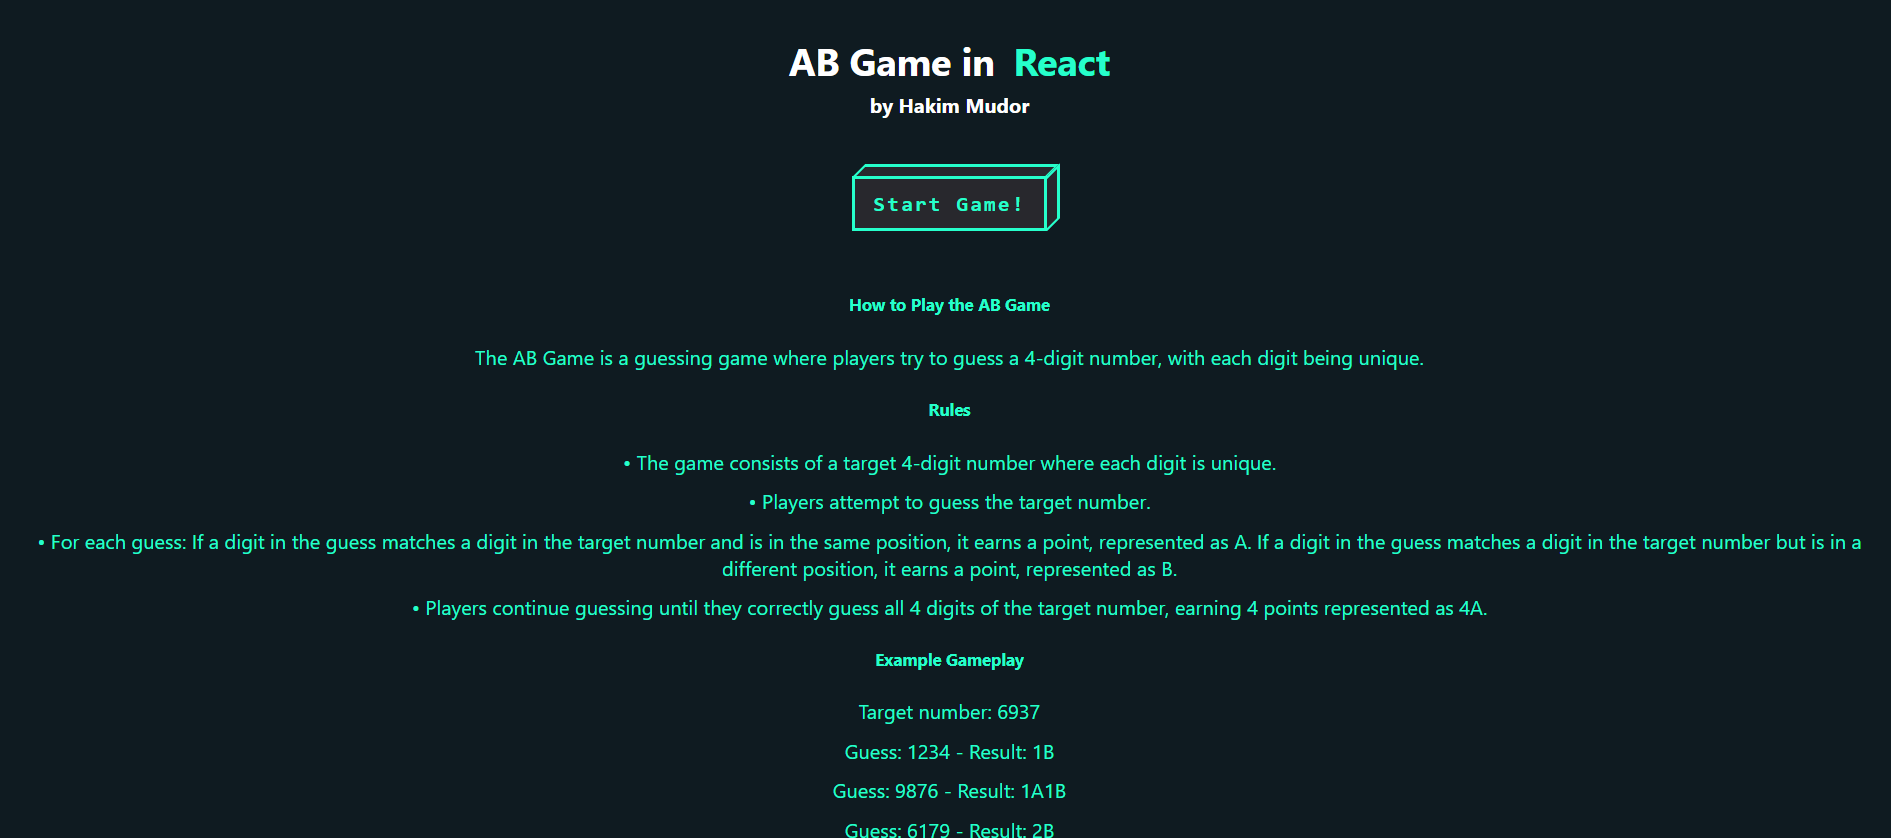 AB Game in React
by Hakim Mudor
Start Game!
How to Play the AB Game
The AB Game is a guessing game where players try to guess a 4-digit number, with each digit being unique.
Rules
• The game consists of a target 4-digit number where each digit is unique.
• Players attempt to guess the target number.
• For each guess: If a digit in the guess matches a digit in the target number and is in the same position, it earns a point, represented as A. If a digit in the guess matches a digit in the target number but is in a
different position, it earns a point, represented as B.
• Players continue guessing until they correctly guess all 4 digits of the target number, earning 4 points represented as 4A.
Example Gameplay
Target number: 6937
Guess: 1234 - Result: 1B
Guess: 9876 - Result: 1A1B
Guess: 6179 - Result: 2B